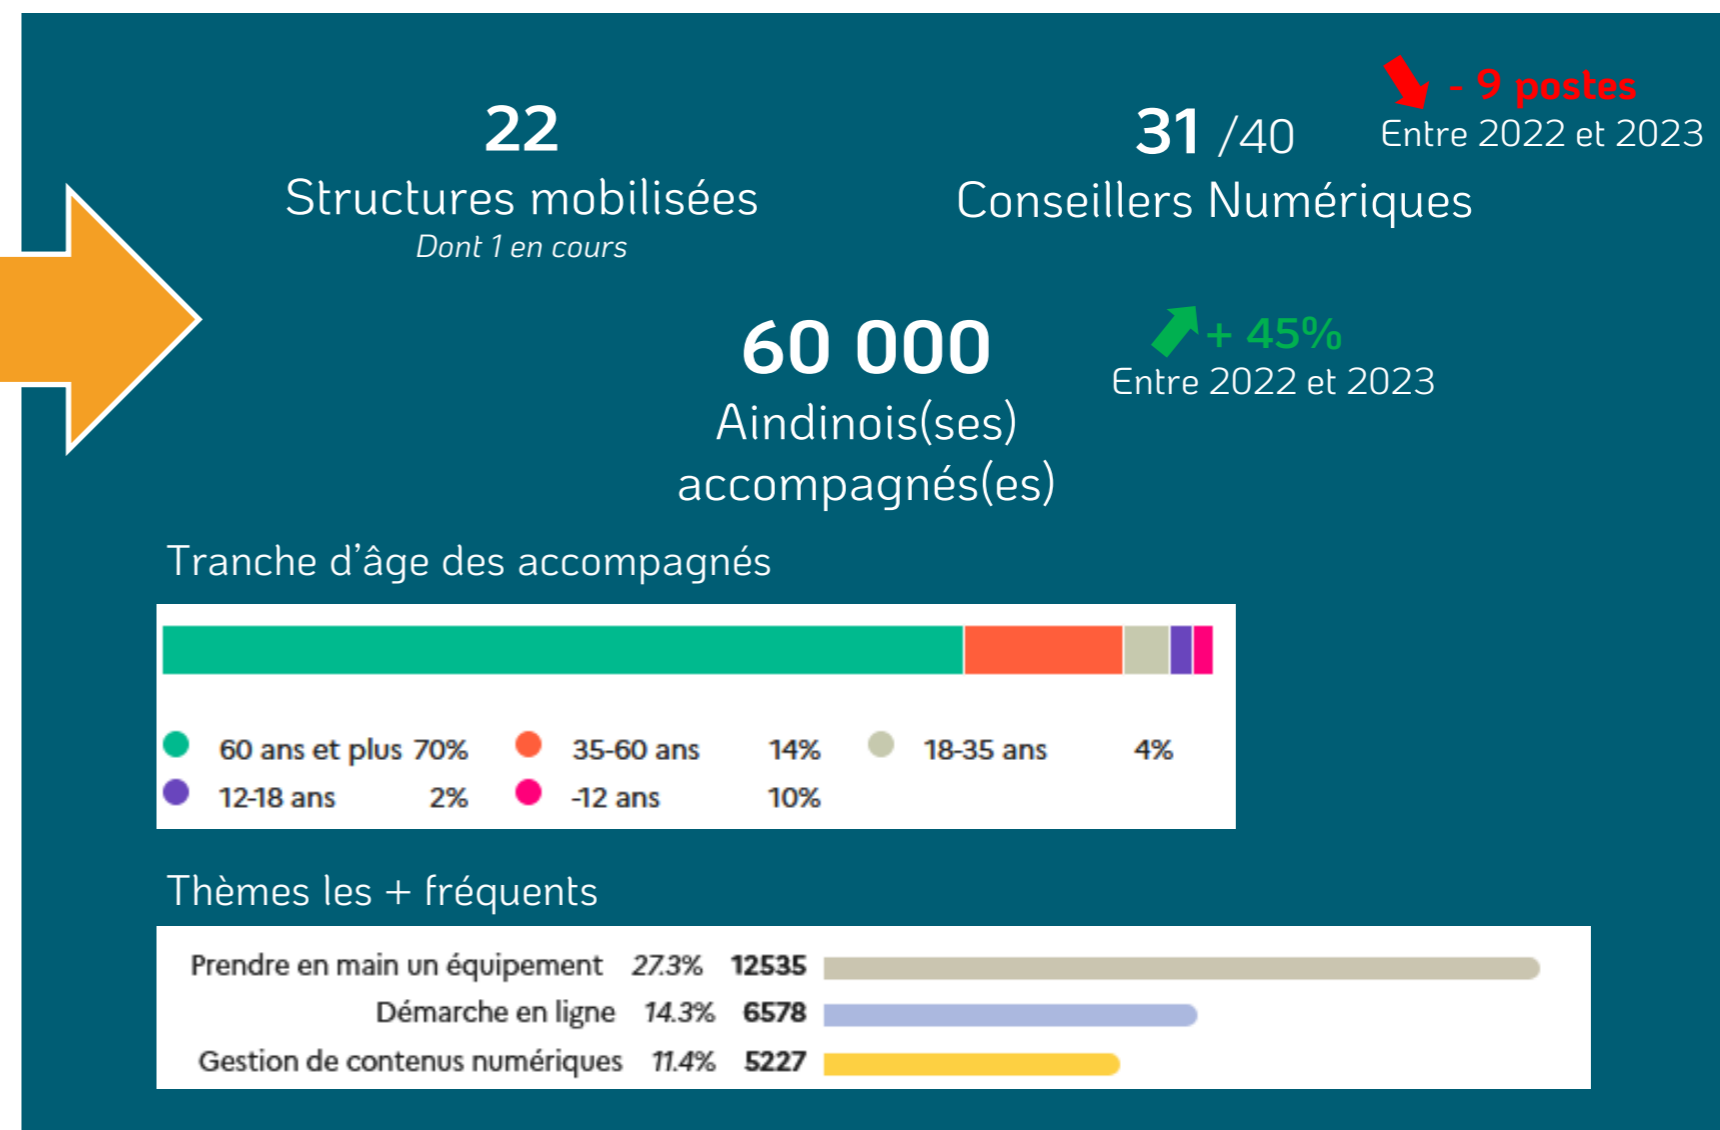 22
Structures mobilisées
Dont 1 en cours
31 /40
Conseillers Numériques
- 9 postes
Entre 2022 et 2023
60 000
Aindinois(ses)
accompagnés(es)
+ 45%
Entre 2022 et 2023
Tranche d'âge des accompagnés
60 ans et plus 70% 35-60 ans 14% 18-35 ans 4%
12-18 ans 2% -12 ans 10%
Thèmes les + fréquents
Prendre en main un équipement 27.3% 12535
Démarche en ligne 14.3% 6578
Gestion de contenus numériques 11.4% 5227